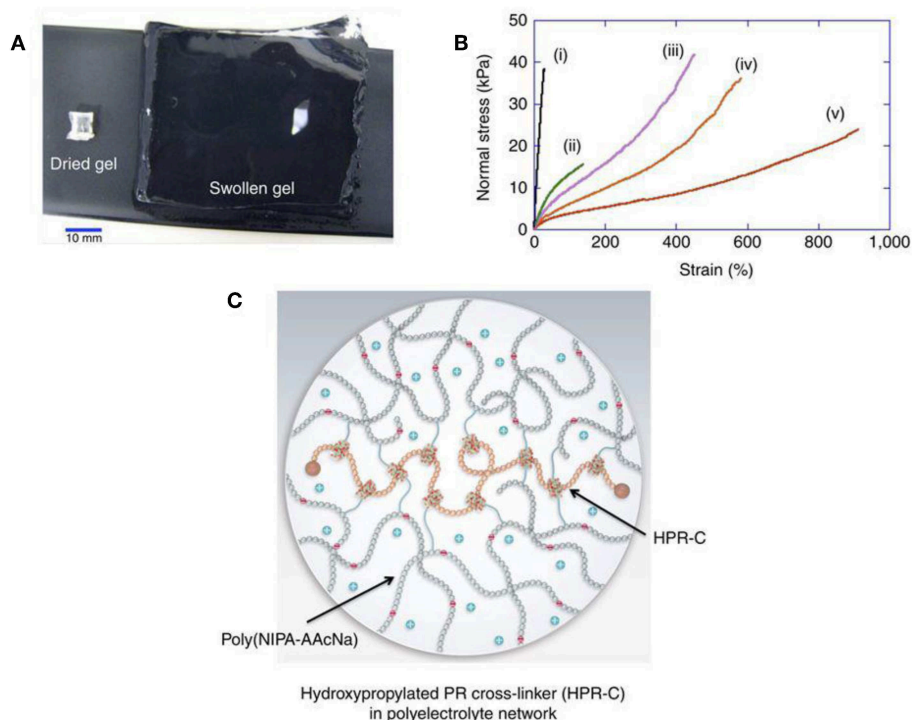 A
Dried gel
Swollen gel
10 mm
B
Normal stress (kPa)
50
40
30
20
10
0
(i)
(ii)
(iii)
(iv)
(v)
0
200
400
600
800
1,000
Strain (%)
C
HPR-C
Poly(NIPA-AAcNa)
Hydroxypropylated PR cross-linker (HPR-C)
in polyelectrolyte network